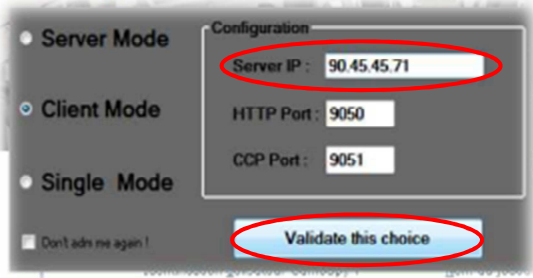 Server Mode
Client Mode
Single Mode
Don't adm me again !
Configuration
Server IP : 90.45.45.71
HTTP Port : 9050
CCP Port : 9051
Validate this choice